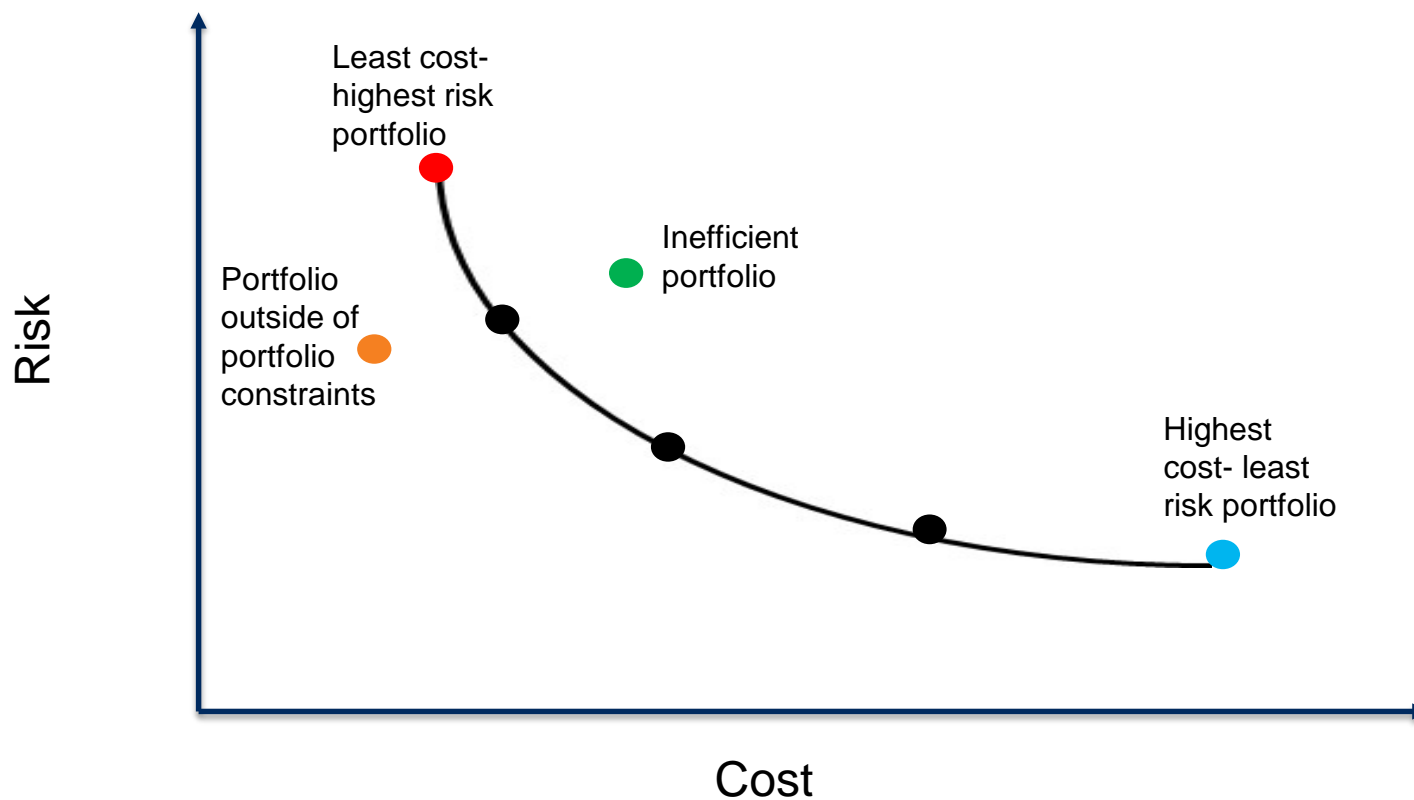 Least cost-
highest risk
portfolio
Inefficient
portfolio
Portfolio
outside of
portfolio
constraints
Risk
Highest
cost- least
risk portfolio
Cost